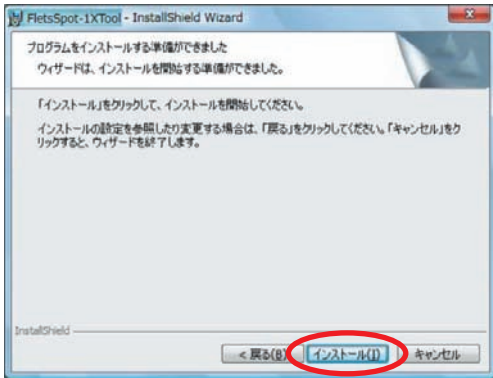 FletsSpot-1XTool - InstallShield Wizard
プログラムをインストールする準備ができました
ウィザードは、インストールを開始する準備ができました。
「インストール」をクリックして、インストールを開始してください。
インストールの設定を参照したり変更する場合は、「戻る」をクリックしてください。「キャンセル」をク
リックすると、ウィザードを終了します。
InstallShield
< 戻る(B) インストール(I) キャンセル